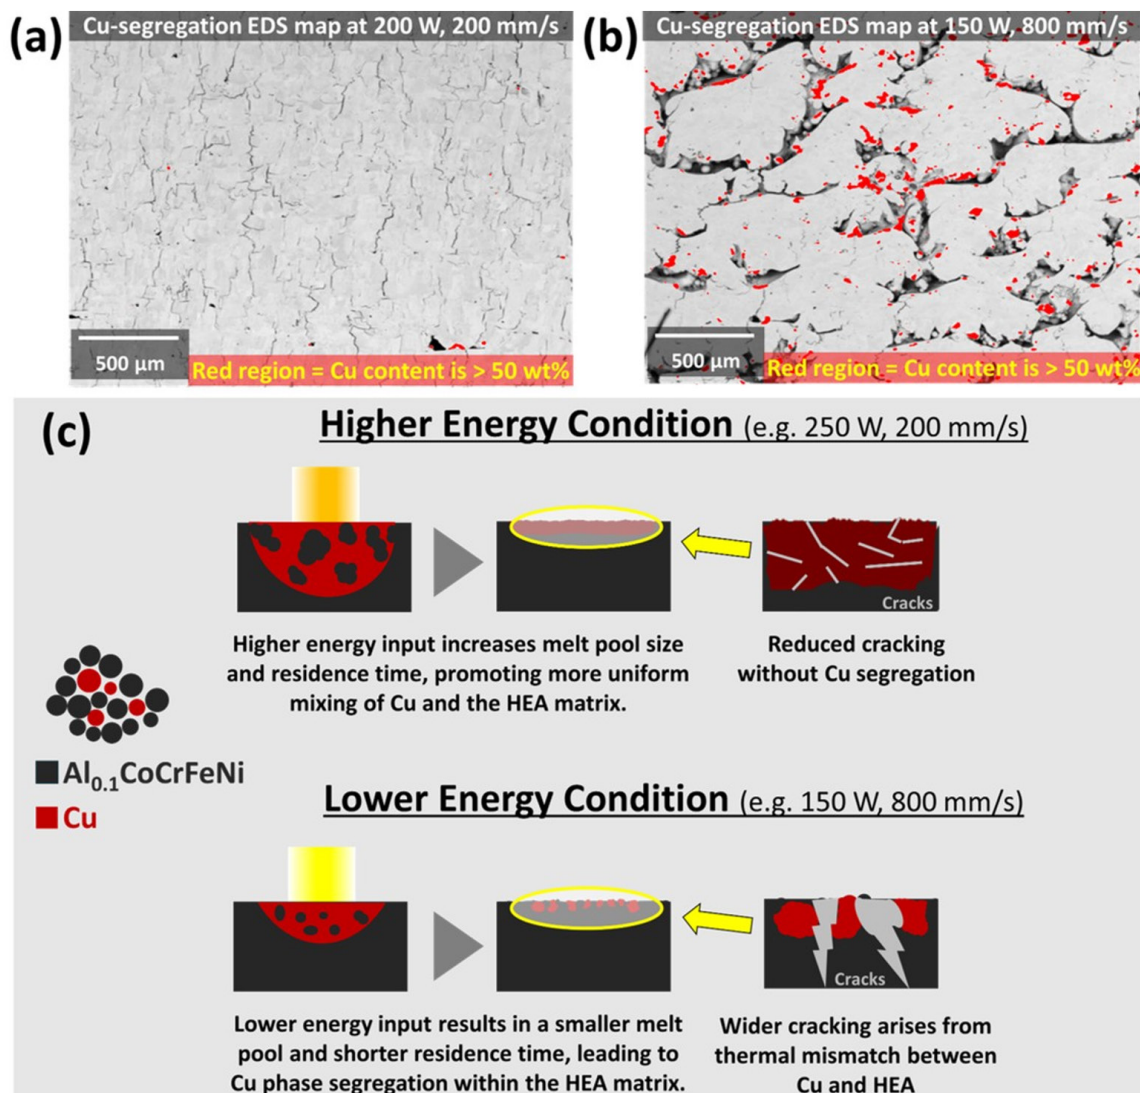 (a)
Cu-segregation EDS map at 200 W, 200 mm/s
500 µm
Red region = Cu content is > 50 wt%
(b)
Cu-segregation EDS map at 150 W, 800 mm/s
500 µm
Red region = Cu content is > 50 wt%
(c)
Higher Energy Condition (e.g. 250 W, 200 mm/s)
Cracks
Higher energy input increases melt pool size
and residence time, promoting more uniform
mixing of Cu and the HEA matrix.
Reduced cracking
without Cu segregation
Al0.1CoCrFeNi
Cu
Lower Energy Condition (e.g. 150 W, 800 mm/s)
Cracks
Lower energy input results in a smaller melt
pool and shorter residence time, leading to
Cu phase segregation within the HEA matrix.
Wider cracking arises from
thermal mismatch between
Cu and HEA